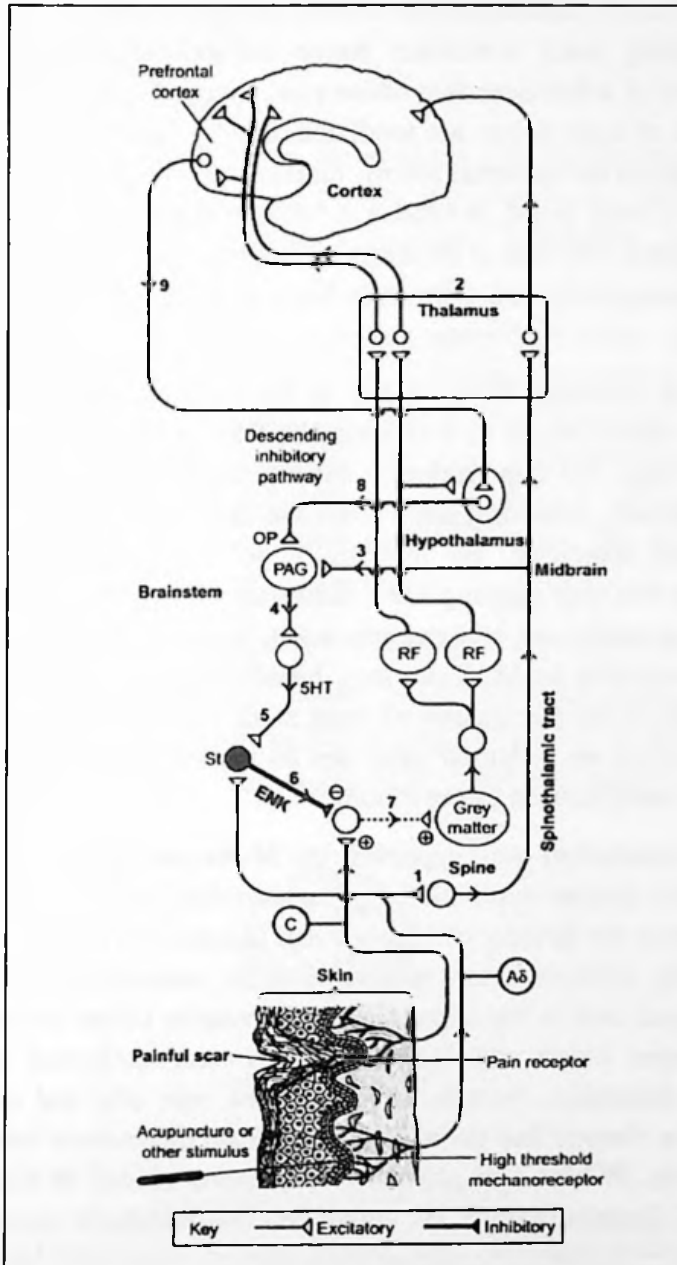 Prefrontal
cortex
Cortex
9
2
Thalamus
Descending
inhibitory
pathway
8
Hypothalamus
OP
PAG
3
Midbrain
Brainstem
4
RF
RF
5HT
5
St
6
ENK
⊖
7
⊕
⊕
Grey
matter
Spinothalamic tract
1
Spine
C
Aδ
Skin
Painful scar
Pain receptor
Acupuncture or
other stimulus
High threshold
mechanoreceptor
Key
Excitatory
Inhibitory